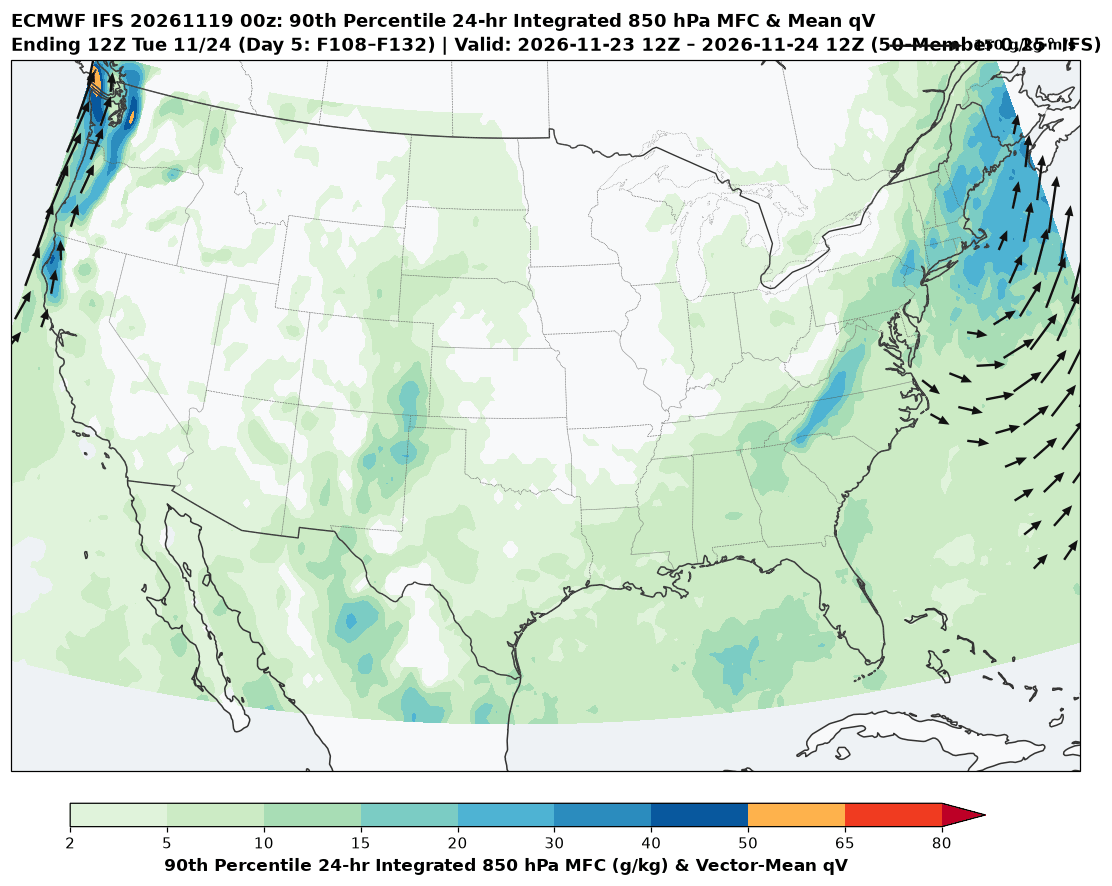 ECMWF IFS 20261119 00z: 90th Percentile 24-hr Integrated 850 hPa MFC & Mean qV
Ending 12Z Tue 11/24 (Day 5: F108–F132) | Valid: 2026-11-23 12Z – 2026-11-24 12Z (50-Member 0.25° IFS)
150 g/kg m/s
2 5 10 15 20 30 40 50 65 80
90th Percentile 24-hr Integrated 850 hPa MFC (g/kg) & Vector-Mean qV